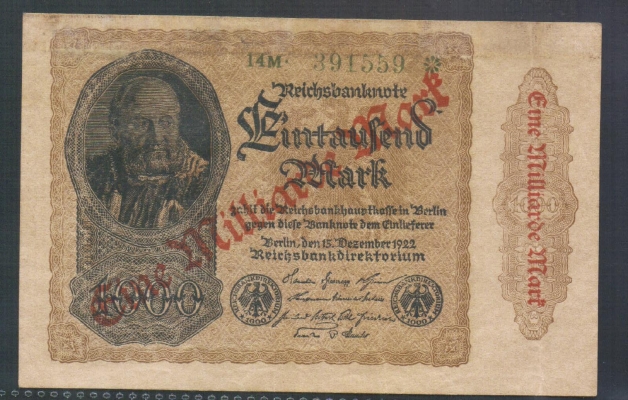 14M· 391559 *
Reichsbanknote
Eintausend
Mark
zahlt die Reichsbankhauptkasse in Berlin
gegen diese Banknote dem Einlieferer
Berlin, den 15. Dezember 1922
Reichsbankdirektorium
1000
Eine Milliarde Mark
Eine Milliarde Mark